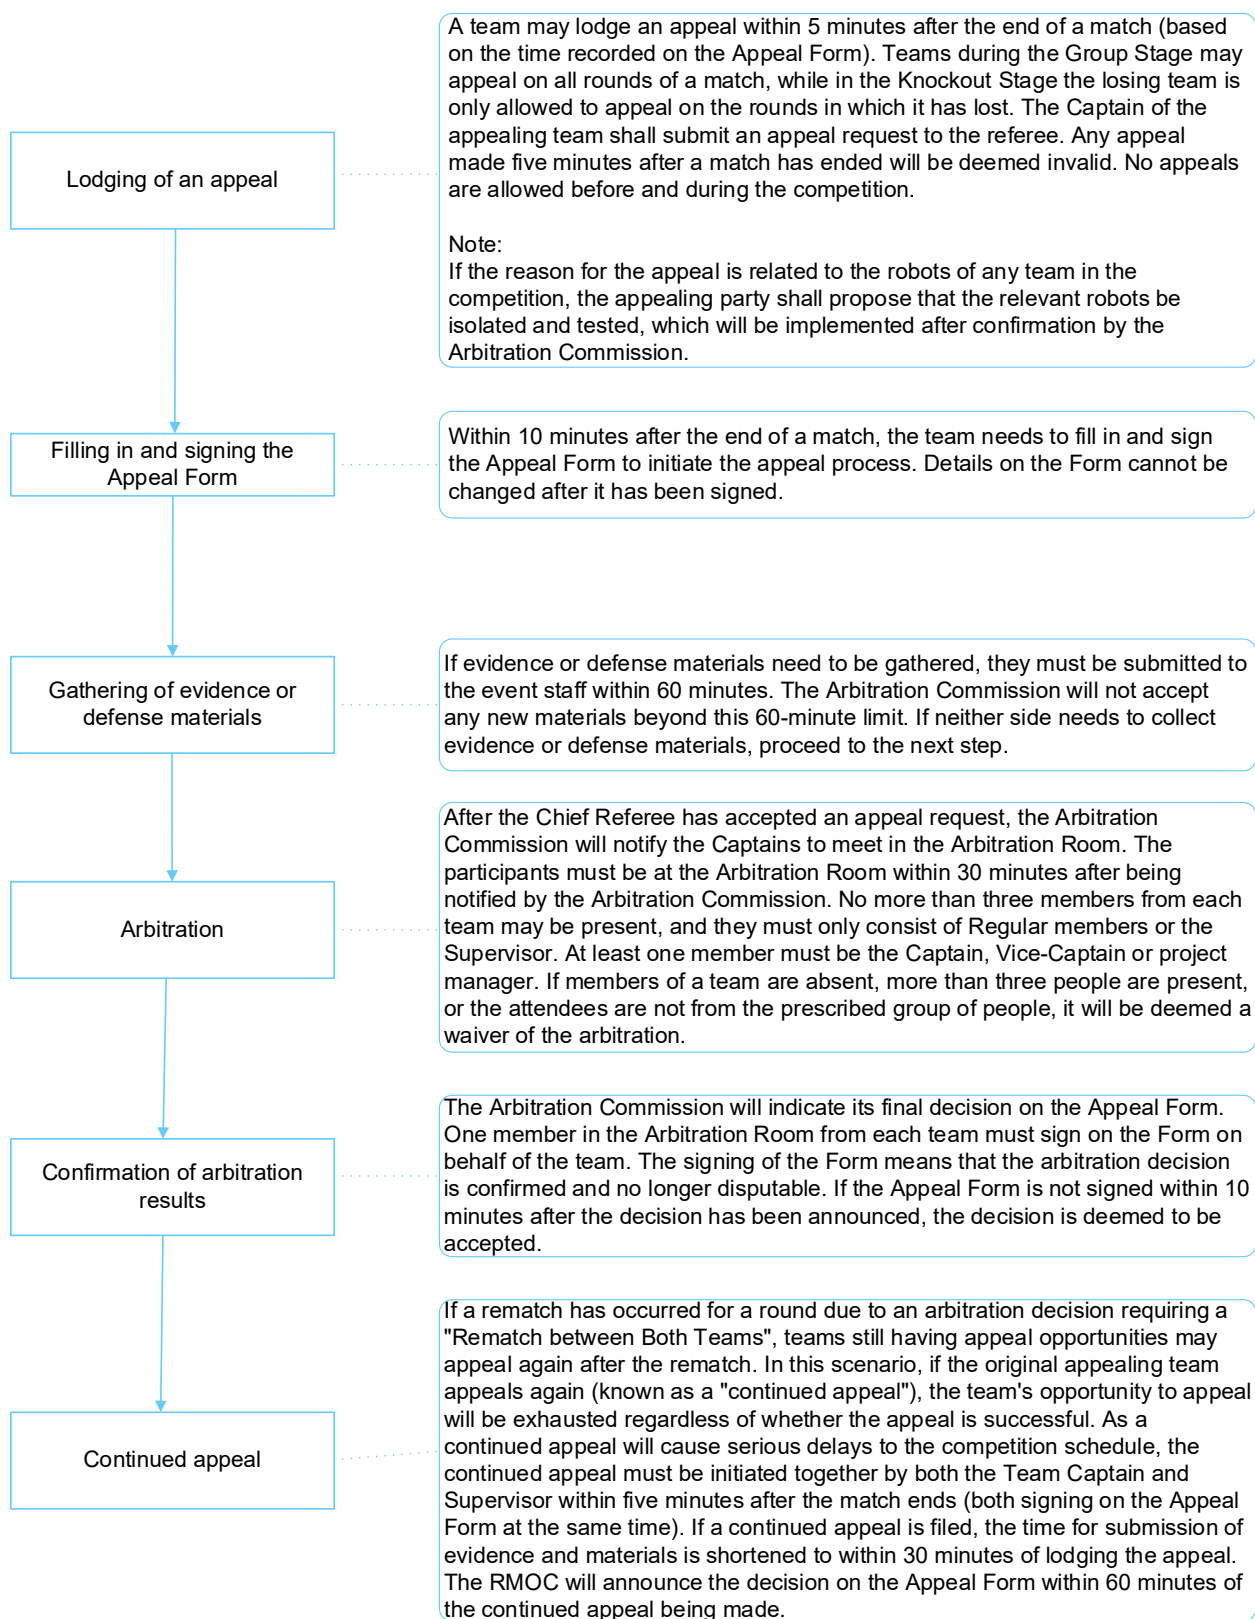 A team may lodge an appeal within 5 minutes after the end of a match (based
on the time recorded on the Appeal Form). Teams during the Group Stage may
appeal on all rounds of a match, while in the Knockout Stage the losing team is
only allowed to appeal on the rounds in which it has lost. The Captain of the
appealing team shall submit an appeal request to the referee. Any appeal
made five minutes after a match has ended will be deemed invalid. No appeals
are allowed before and during the competition.
Note:
If the reason for the appeal is related to the robots of any team in the
competition, the appealing party shall propose that the relevant robots be
isolated and tested, which will be implemented after confirmation by the
Arbitration Commission.
Lodging of an appeal
Filling in and signing the
Appeal Form
Within 10 minutes after the end of a match, the team needs to fill in and sign
the Appeal Form to initiate the appeal process. Details on the Form cannot be
changed after it has been signed.
Gathering of evidence or
defense materials
If evidence or defense materials need to be gathered, they must be submitted to
the event staff within 60 minutes. The Arbitration Commission will not accept
any new materials beyond this 60-minute limit. If neither side needs to collect
evidence or defense materials, proceed to the next step.
Arbitration
After the Chief Referee has accepted an appeal request, the Arbitration
Commission will notify the Captains to meet in the Arbitration Room. The
participants must be at the Arbitration Room within 30 minutes after being
notified by the Arbitration Commission. No more than three members from each
team may be present, and they must only consist of Regular members or the
Supervisor. At least one member must be the Captain, Vice-Captain or project
manager. If members of a team are absent, more than three people are present,
or the attendees are not from the prescribed group of people, it will be deemed a
waiver of the arbitration.
Confirmation of arbitration
results
The Arbitration Commission will indicate its final decision on the Appeal Form.
One member in the Arbitration Room from each team must sign on the Form on
behalf of the team. The signing of the Form means that the arbitration decision
is confirmed and no longer disputable. If the Appeal Form is not signed within 10
minutes after the decision has been announced, the decision is deemed to be
accepted.
Continued appeal
If a rematch has occurred for a round due to an arbitration decision requiring a
"Rematch between Both Teams", teams still having appeal opportunities may
appeal again after the rematch. In this scenario, if the original appealing team
appeals again (known as a "continued appeal"), the team's opportunity to appeal
will be exhausted regardless of whether the appeal is successful. As a
continued appeal will cause serious delays to the competition schedule, the
continued appeal must be initiated together by both the Team Captain and
Supervisor within five minutes after the match ends (both signing on the Appeal
Form at the same time). If a continued appeal is filed, the time for submission of
evidence and materials is shortened to within 30 minutes of lodging the appeal.
The RMOC will announce the decision on the Appeal Form within 60 minutes of
the continued appeal being made.